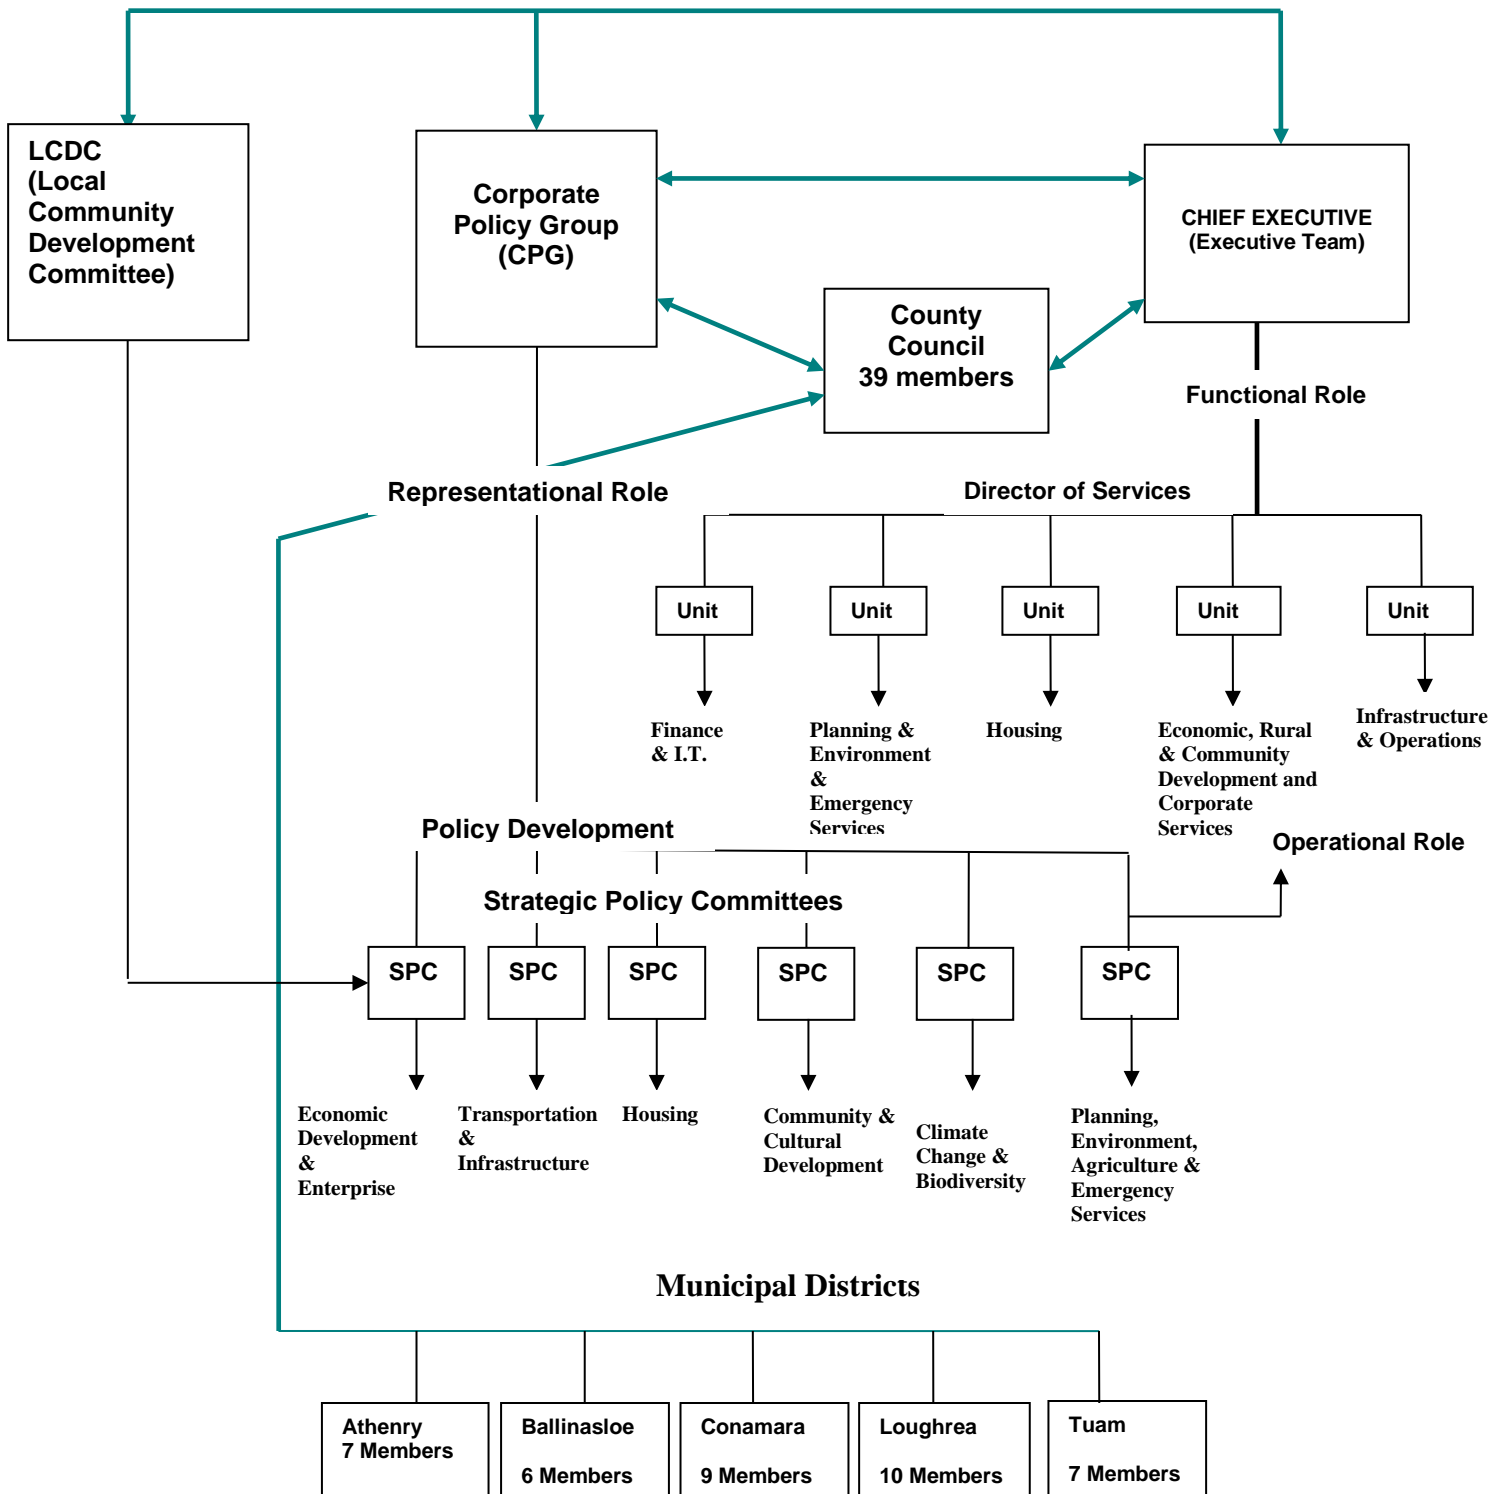 LCDC
(Local
Community
Development
Committee)
Corporate
Policy Group
(CPG)
CHIEF EXECUTIVE
(Executive Team)
County
Council
39 members
Functional Role
Representational Role
Director of Services
Unit
Unit
Unit
Unit
Unit
Finance
& I.T.
Planning &
Environment
&
Emergency
Services
Housing
Economic, Rural
& Community
Development and
Corporate
Services
Infrastructure
& Operations
Policy Development
Operational Role
Strategic Policy Committees
SPC
SPC
SPC
SPC
SPC
SPC
Economic
Development
&
Enterprise
Transportation
&
Infrastructure
Housing
Community &
Cultural
Development
Climate
Change &
Biodiversity
Planning,
Environment,
Agriculture &
Emergency
Services
Municipal Districts
Athenry
7 Members
Ballinasloe
6 Members
Conamara
9 Members
Loughrea
10 Members
Tuam
7 Members